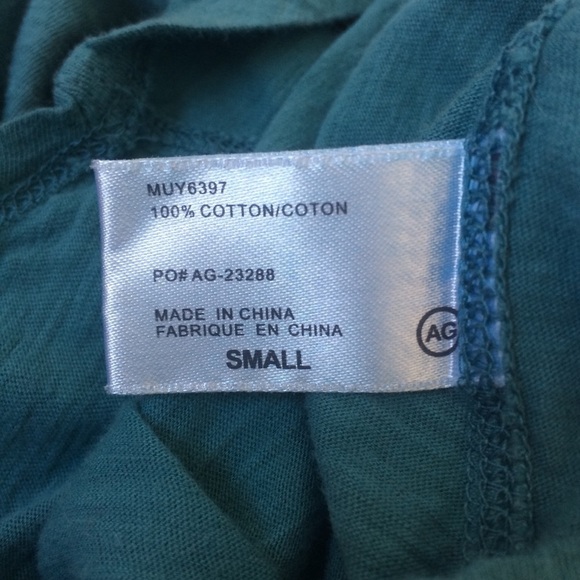 MUY6397
100% COTTON/COTON
PO# AG-23288
MADE IN CHINA
FABRIQUE EN CHINA
AG
SMALL